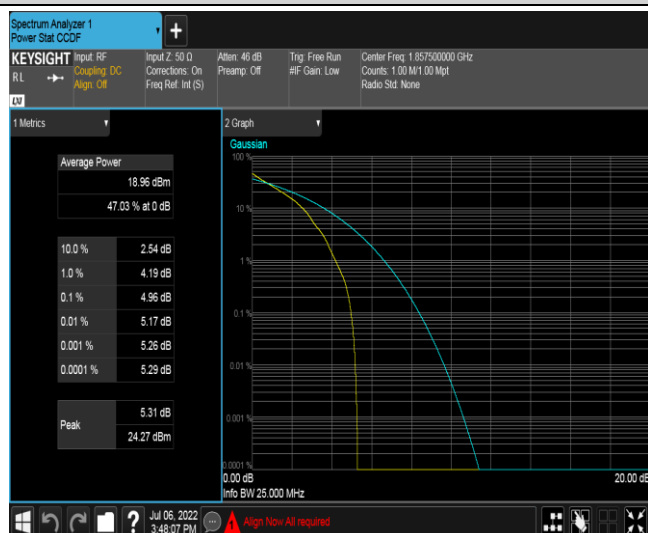 Spectrum Analyzer 1
Power Stat CCDF
+
KEYSIGHT
RL
LXI
Input: RF
Coupling: DC
Align: Off
Input Z: 50 Ω
Corrections: On
Freq Ref: Int (S)
Atten: 46 dB
Preamp: Off
Trig: Free Run
#IF Gain: Low
Center Freq: 1.857500000 GHz
Counts: 1.00 M/1.00 Mpt
Radio Std: None
1 Metrics
Average Power
18.96 dBm
47.03 % at 0 dB
10.0 % 2.54 dB
1.0 % 4.19 dB
0.1 % 4.96 dB
0.01 % 5.17 dB
0.001 % 5.26 dB
0.0001 % 5.29 dB
Peak
5.31 dB
24.27 dBm
2 Graph
Gaussian
100 %
10 %
1 %
0.1 %
0.01 %
0.001 %
0.0001 %
0.00 dB 20.00 dB
Info BW 25.000 MHz
?
Jul 06, 2022
3:48:07 PM
1 Align Now All required